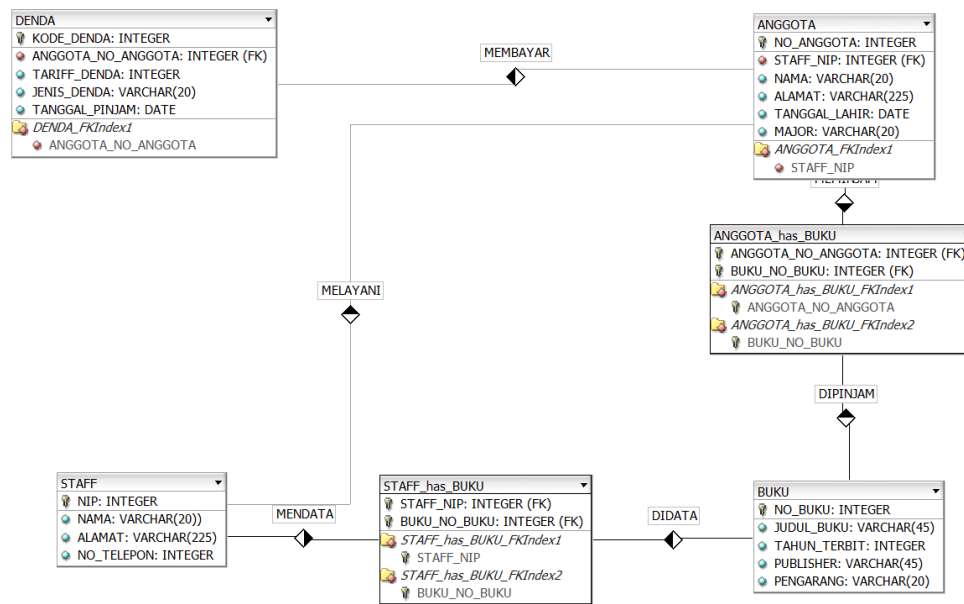 DENDA
KODE_DENDA: INTEGER
ANGGOTA_NO_ANGGOTA: INTEGER (FK)
TARIFF_DENDA: INTEGER
JENIS_DENDA: VARCHAR(20)
TANGGAL_PINJAM: DATE
DENDA_FKIndex1
ANGGOTA_NO_ANGGOTA
MEMBAYAR
ANGGOTA
NO_ANGGOTA: INTEGER
STAFF_NIP: INTEGER (FK)
NAMA: VARCHAR(20)
ALAMAT: VARCHAR(225)
TANGGAL_LAHIR: DATE
MAJOR: VARCHAR(20)
ANGGOTA_FKIndex1
STAFF_NIP
MEMINJAM
ANGGOTA_has_BUKU
ANGGOTA_NO_ANGGOTA: INTEGER (FK)
BUKU_NO_BUKU: INTEGER (FK)
ANGGOTA_has_BUKU_FKIndex1
ANGGOTA_NO_ANGGOTA
ANGGOTA_has_BUKU_FKIndex2
BUKU_NO_BUKU
MELAYANI
DIPINJAM
STAFF
NIP: INTEGER
NAMA: VARCHAR(20))
ALAMAT: VARCHAR(225)
NO_TELEPON: INTEGER
MENDATA
STAFF_has_BUKU
STAFF_NIP: INTEGER (FK)
BUKU_NO_BUKU: INTEGER (FK)
STAFF_has_BUKU_FKIndex1
STAFF_NIP
STAFF_has_BUKU_FKIndex2
BUKU_NO_BUKU
DIDATA
BUKU
NO_BUKU: INTEGER
JUDUL_BUKU: VARCHAR(45)
TAHUN_TERBIT: INTEGER
PUBLISHER: VARCHAR(45)
PENGARANG: VARCHAR(20)